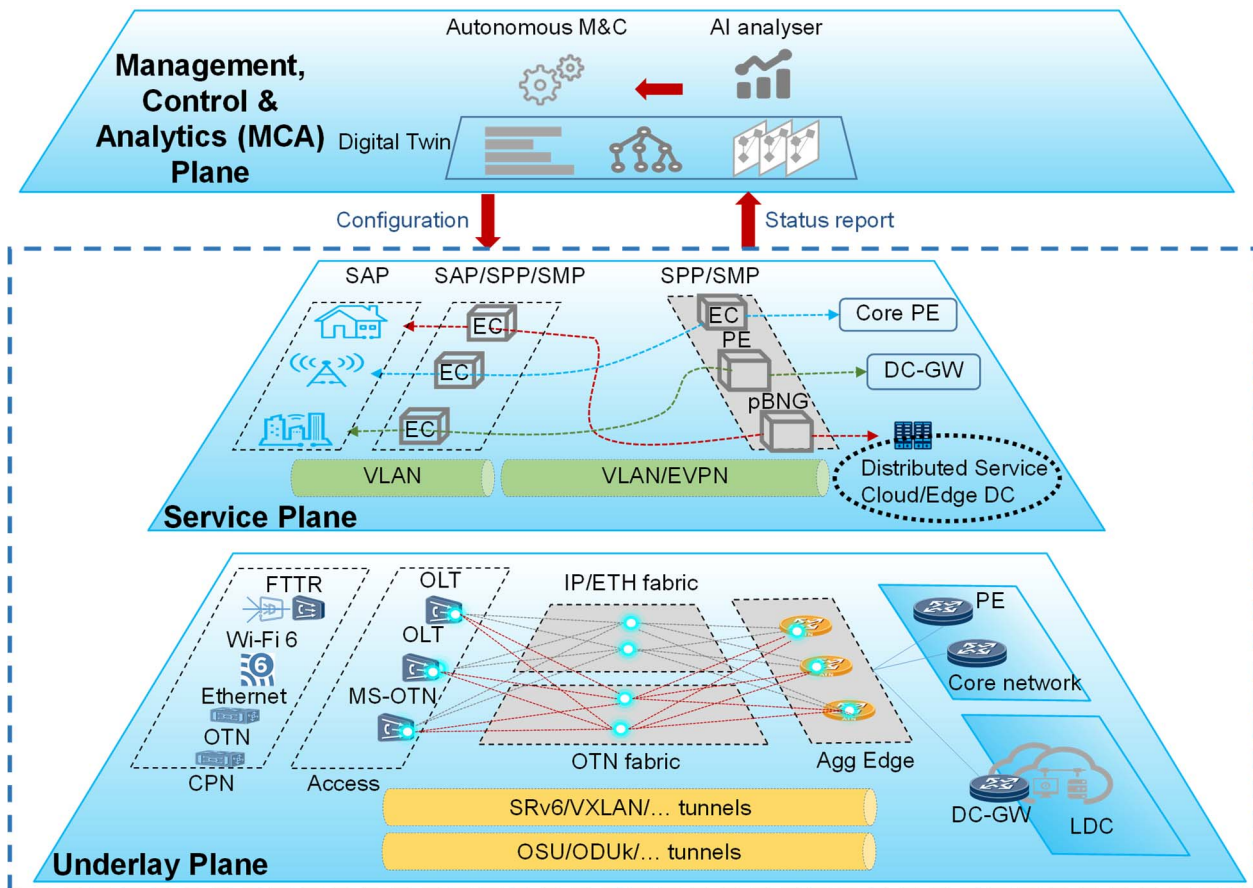 Autonomous M&C
AI analyser
Management,
Control &
Analytics (MCA)
Plane
Digital Twin
Configuration
Status report
SAP
SAP/SPP/SMP
SPP/SMP
EC
EC
Core PE
PE
EC
DC-GW
pBNG
EC
Distributed Service
Cloud/Edge DC
VLAN
VLAN/EVPN
Service Plane
FTTR
OLT
IP/ETH fabric
PE
Wi-Fi 6
OLT
6
Ethernet
MS-OTN
Core network
OTN
CPN
Access
OTN fabric
Agg Edge
DC-GW
LDC
SRv6/VXLAN/... tunnels
OSU/ODUk/... tunnels
Underlay Plane